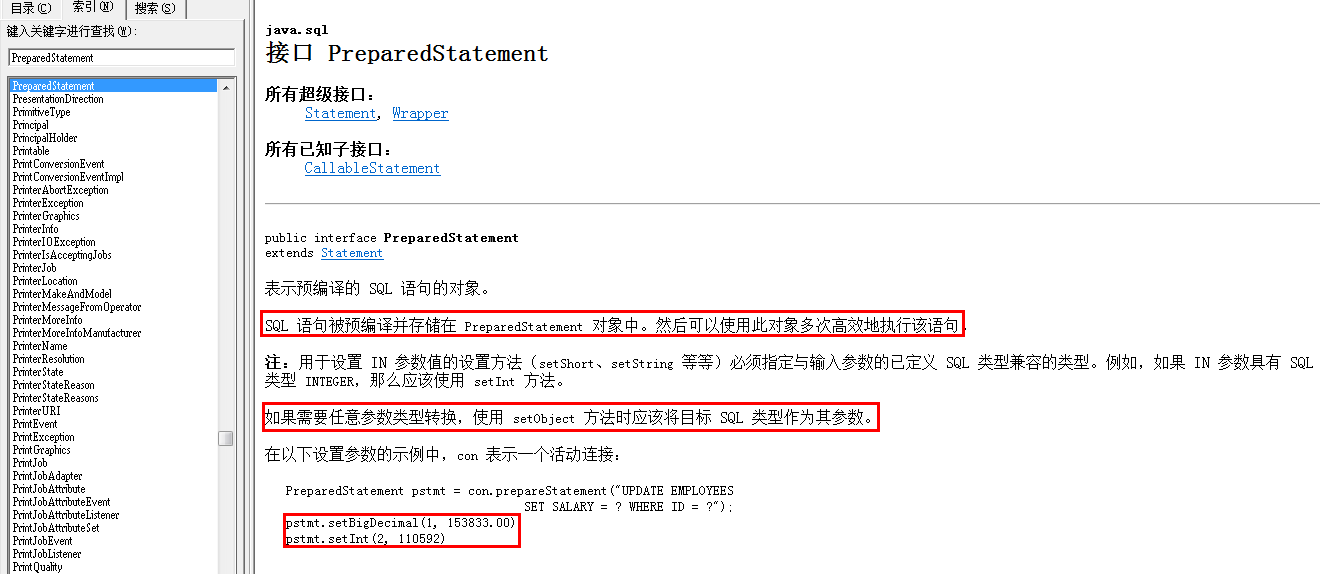 目录(C) 索引(N) 搜索(S)
键入关键字进行查找(W):
PreparedStatement
PreparedStatement
PresentationDirection
PrimitiveType
Principal
PrincipalHolder
Printable
PrintConversionEvent
PrintConversionEventImpl
PrinterAbortException
PrinterException
PrinterGraphics
PrinterInfo
PrinterIOException
PrinterIsAcceptingJobs
PrinterJob
PrinterLocation
PrinterMakeAndModel
PrinterMessageFromOperator
PrinterMoreInfo
PrinterMoreInfoManufacturer
PrinterName
PrinterResolution
PrinterState
PrinterStateReason
PrinterStateReasons
PrinterURI
PrintEvent
PrintException
PrintGraphics
PrintJob
PrintJobAdapter
PrintJobAttribute
PrintJobAttributeEvent
PrintJobAttributeListener
PrintJobAttributeSet
PrintJobEvent
PrintJobListener
PrintQuality
java.sql
接口 PreparedStatement
所有超级接口：
Statement, Wrapper
所有已知子接口：
CallableStatement
public interface PreparedStatement
extends Statement
表示预编译的 SQL 语句的对象。
SQL 语句被预编译并存储在 PreparedStatement 对象中。然后可以使用此对象多次高效地执行该语句。
注：用于设置 IN 参数值的设置方法（setShort、setString 等等）必须指定与输入参数的已定义 SQL 类型兼容的类型。例如，如果 IN 参数具有 SQL
类型 INTEGER，那么应该使用 setInt 方法。
如果需要任意参数类型转换，使用 setObject 方法时应该将目标 SQL 类型作为其参数。
在以下设置参数的示例中，con 表示一个活动连接：
PreparedStatement pstmt = con.prepareStatement("UPDATE EMPLOYEES
SET SALARY = ? WHERE ID = ?");
pstmt.setBigDecimal(1, 153833.00)
pstmt.setInt(2, 110592)